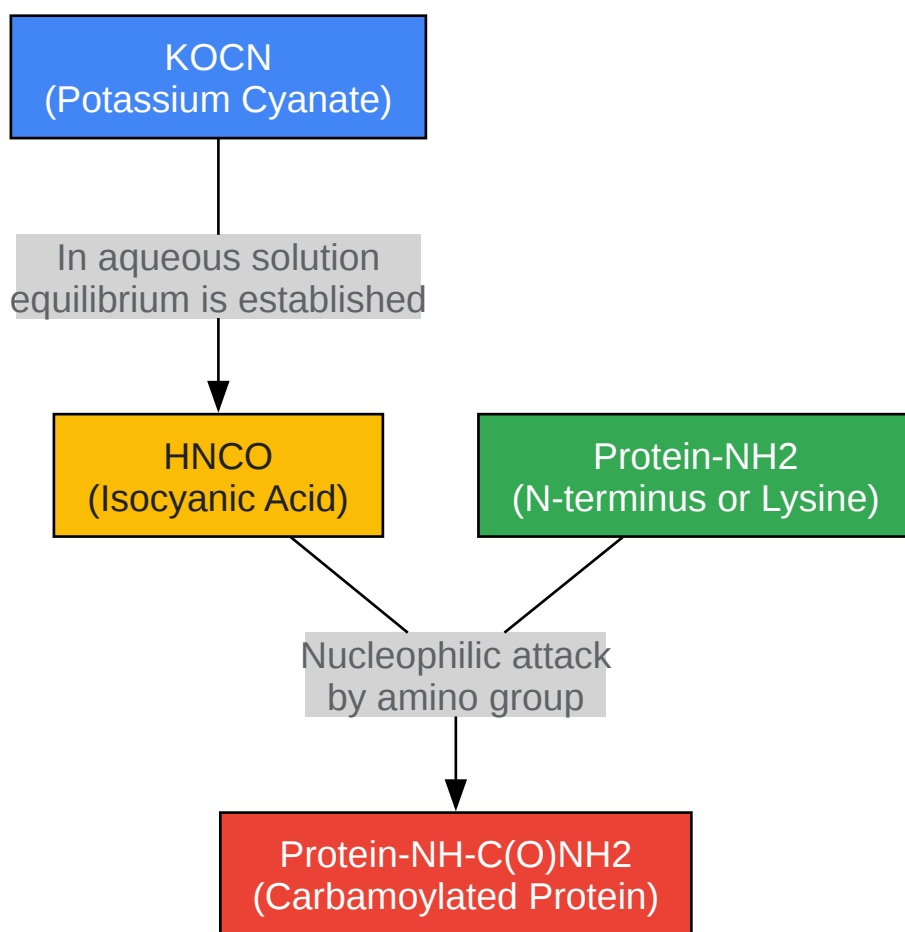 KOCN
(Potassium Cyanate)
In aqueous solution
equilibrium is established
HNCO
(Isocyanic Acid)
Protein-NH2
(N-terminus or Lysine)
Nucleophilic attack
by amino group
Protein-NH-C(O)NH2
(Carbamoylated Protein)